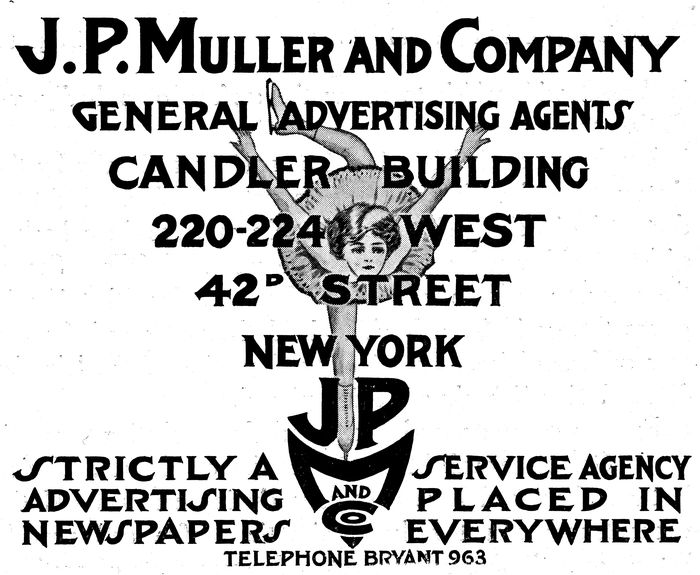 J.P. MULLER AND COMPANY
GENERAL ADVERTISING AGENTS
CANDLER BUILDING
220-224 WEST
42D STREET
NEW YORK
JP
M
AND
CO
STRICTLY A SERVICE AGENCY
ADVERTISING PLACED IN
NEWSPAPERS EVERYWHERE
TELEPHONE BRYANT 963